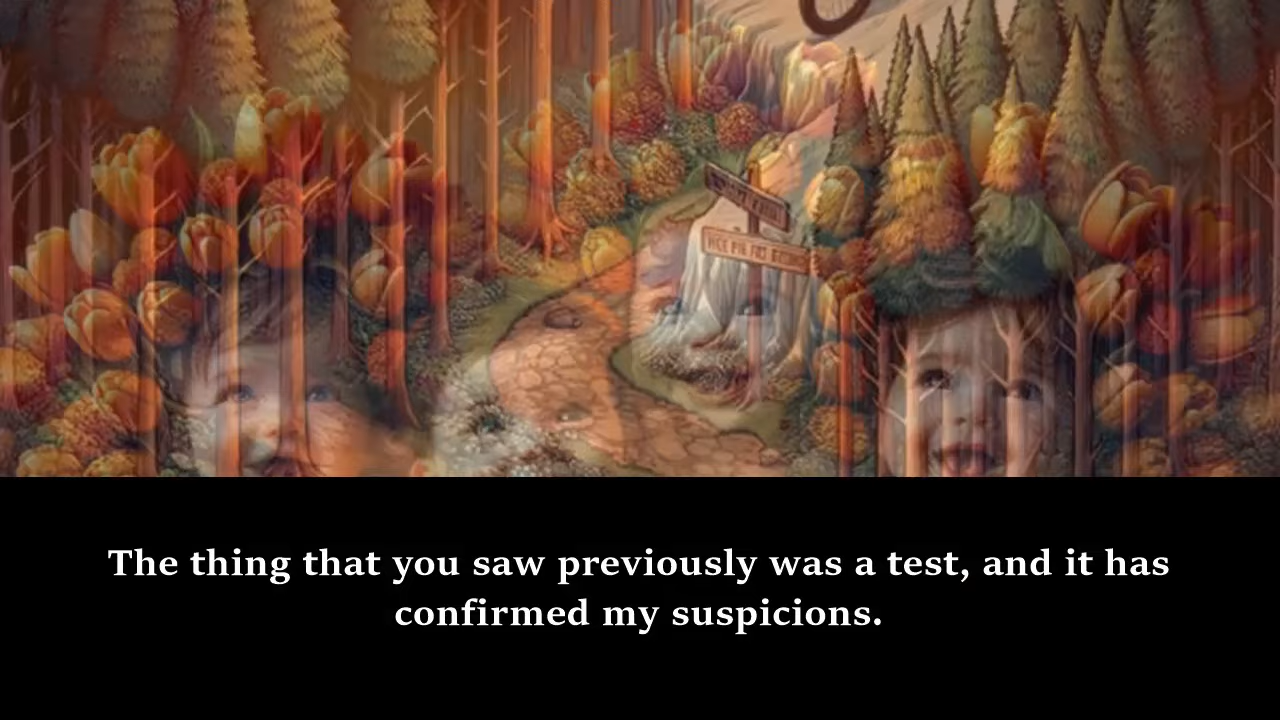 The thing that you saw previously was a test, and it has
confirmed my suspicions.